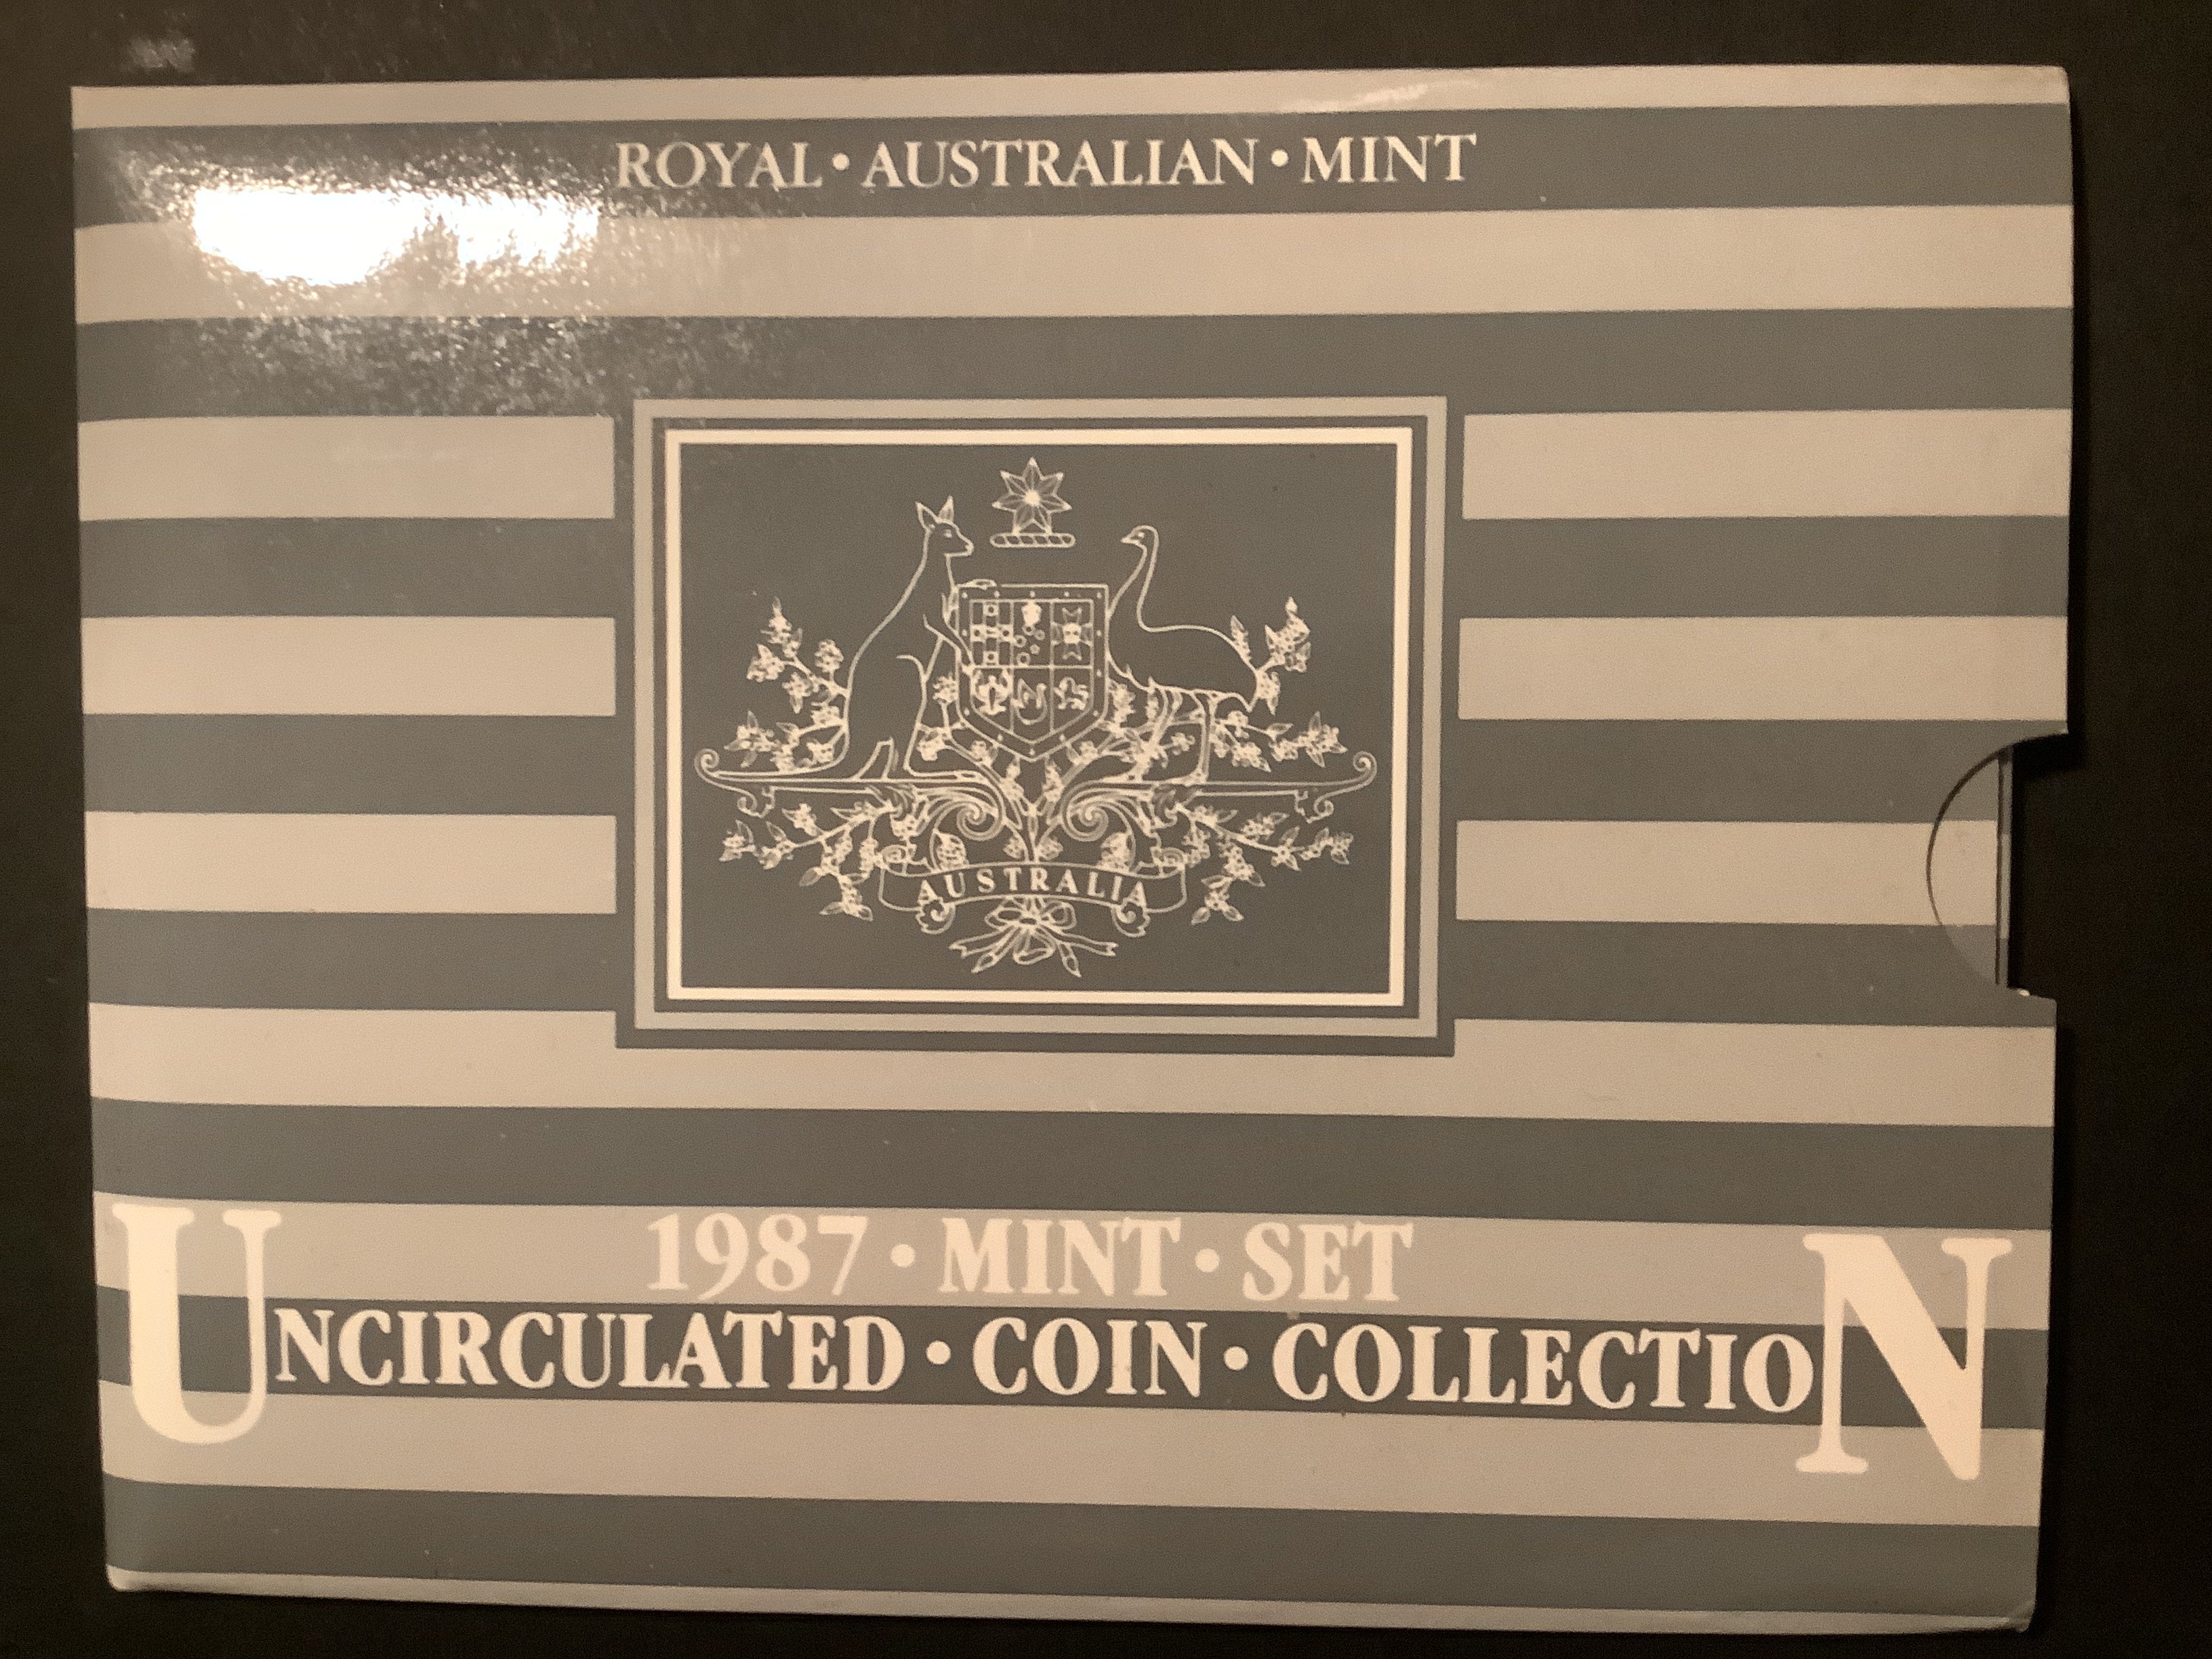 ROYAL • AUSTRALIAN • MINT
AUSTRALIA
1987 • MINT • SET
UNCIRCULATED • COIN • COLLECTION